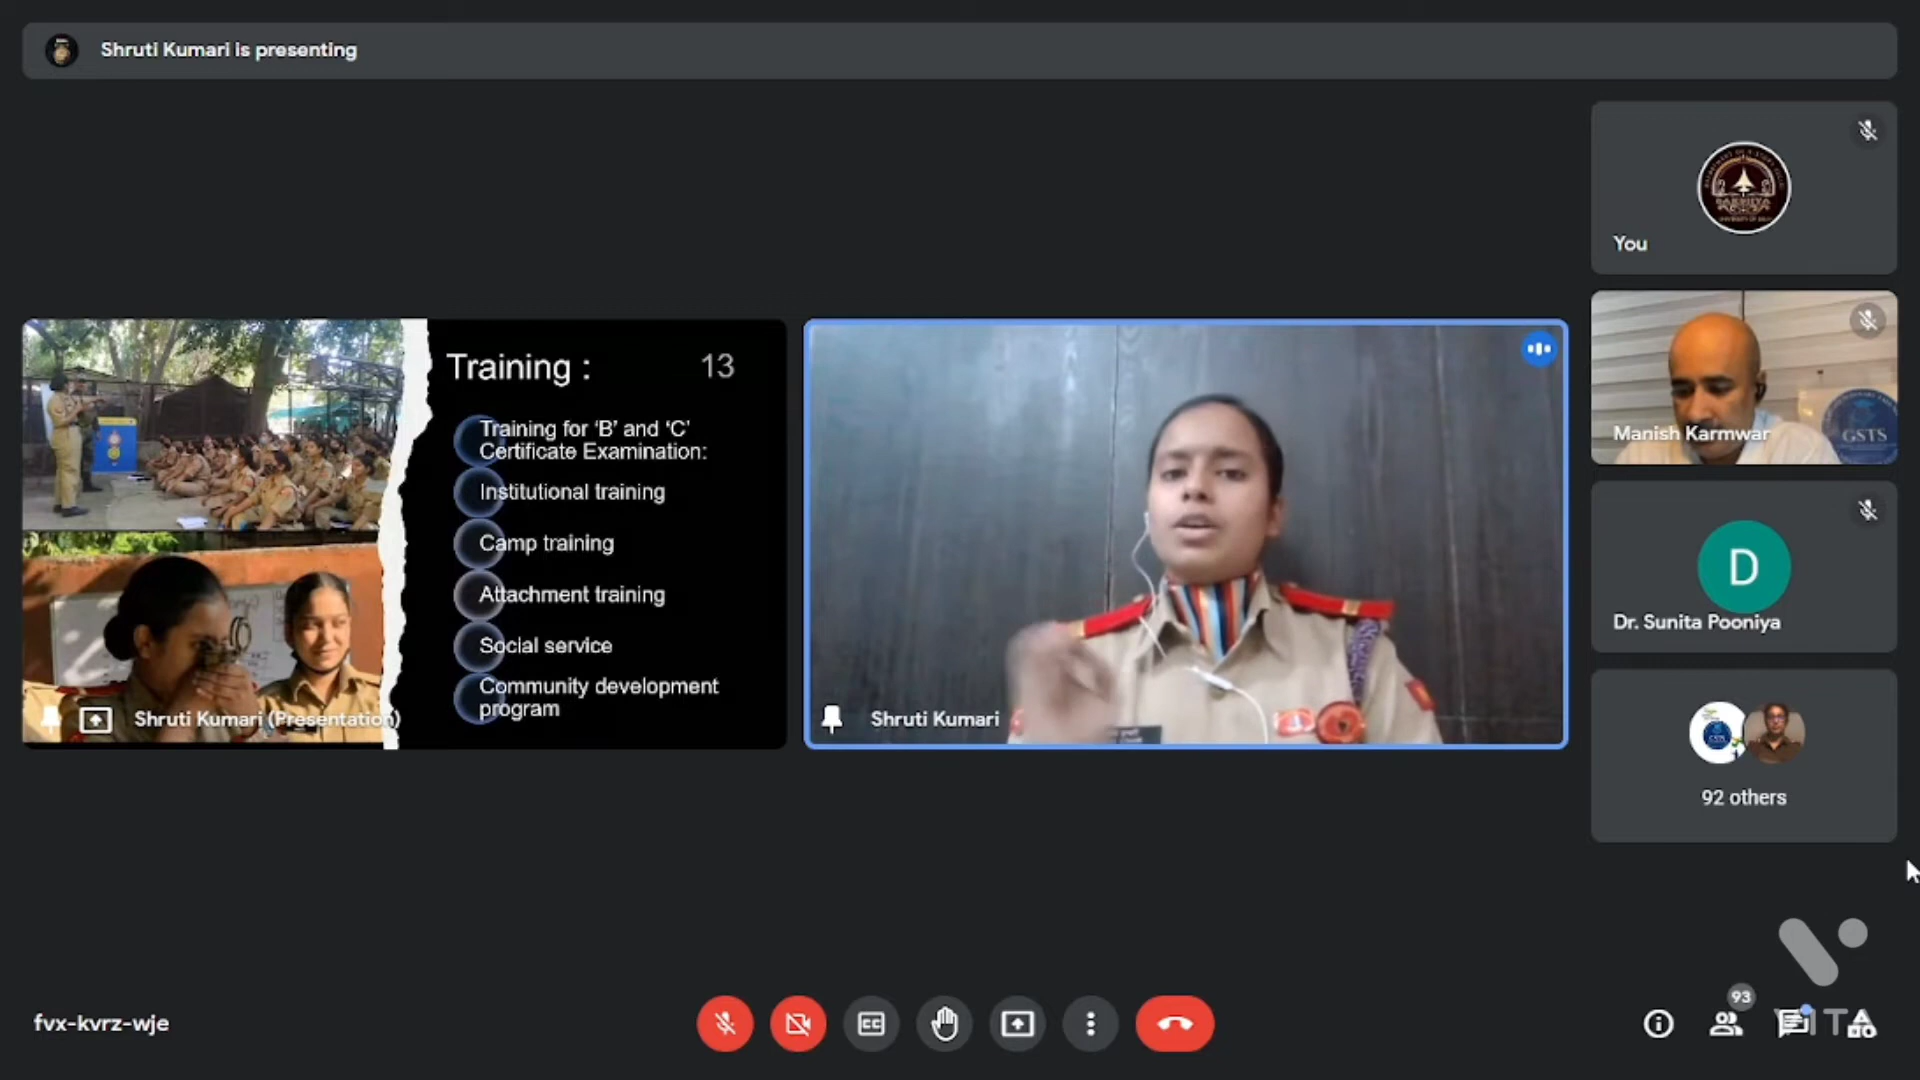 Shruti Kumari is presenting
You
Training :
13
Training for ‘B’ and ‘C’
Certificate Examination:
Institutional training
Camp training
Attachment training
Social service
Community development
program
Shruti Kumari (Presentation)
Shruti Kumari
Manish Karmwar
GSTS
D
Dr. Sunita Pooniya
92 others
fvx-kvrz-wje
93
VITA